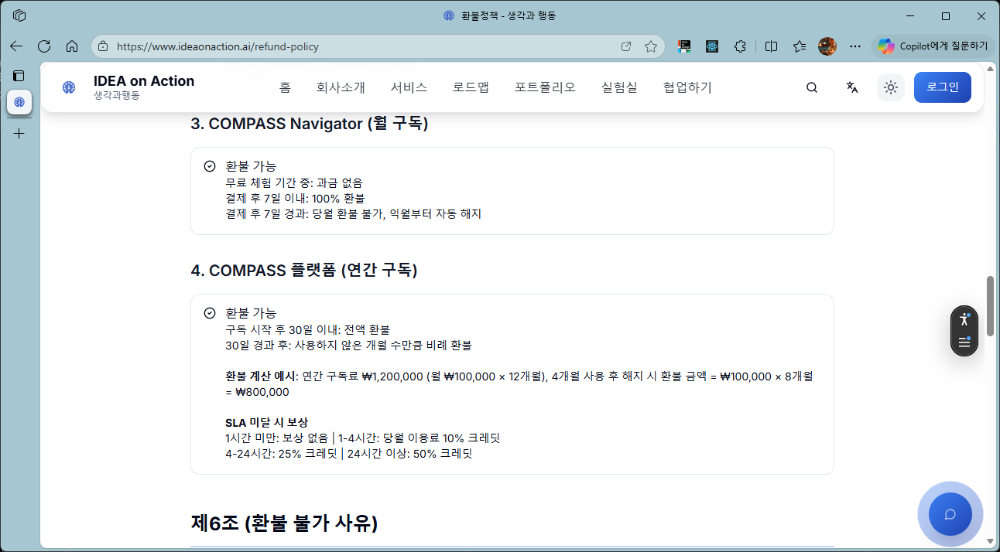 환불정책 - 생각과 행동
https://www.ideaonaction.ai/refund-policy
Copilot에게 질문하기
IDEA on Action
생각과행동
홈
회사소개
서비스
로드맵
포트폴리오
실험실
협업하기
로그인
3. COMPASS Navigator (월 구독)
환불 가능
무료 체험 기간 중: 과금 없음
결제 후 7일 이내: 100% 환불
결제 후 7일 경과: 당월 환불 불가, 익월부터 자동 해지
4. COMPASS 플랫폼 (연간 구독)
환불 가능
구독 시작 후 30일 이내: 전액 환불
30일 경과 후: 사용하지 않은 개월 수만큼 비례 환불
환불 계산 예시: 연간 구독료 ₩1,200,000 (월 ₩100,000 × 12개월), 4개월 사용 후 해지 시 환불 금액 = ₩100,000 × 8개월
= ₩800,000
SLA 미달 시 보상
1시간 미만: 보상 없음 | 1-4시간: 당월 이용료 10% 크레딧
4-24시간: 25% 크레딧 | 24시간 이상: 50% 크레딧
제6조 (환불 불가 사유)